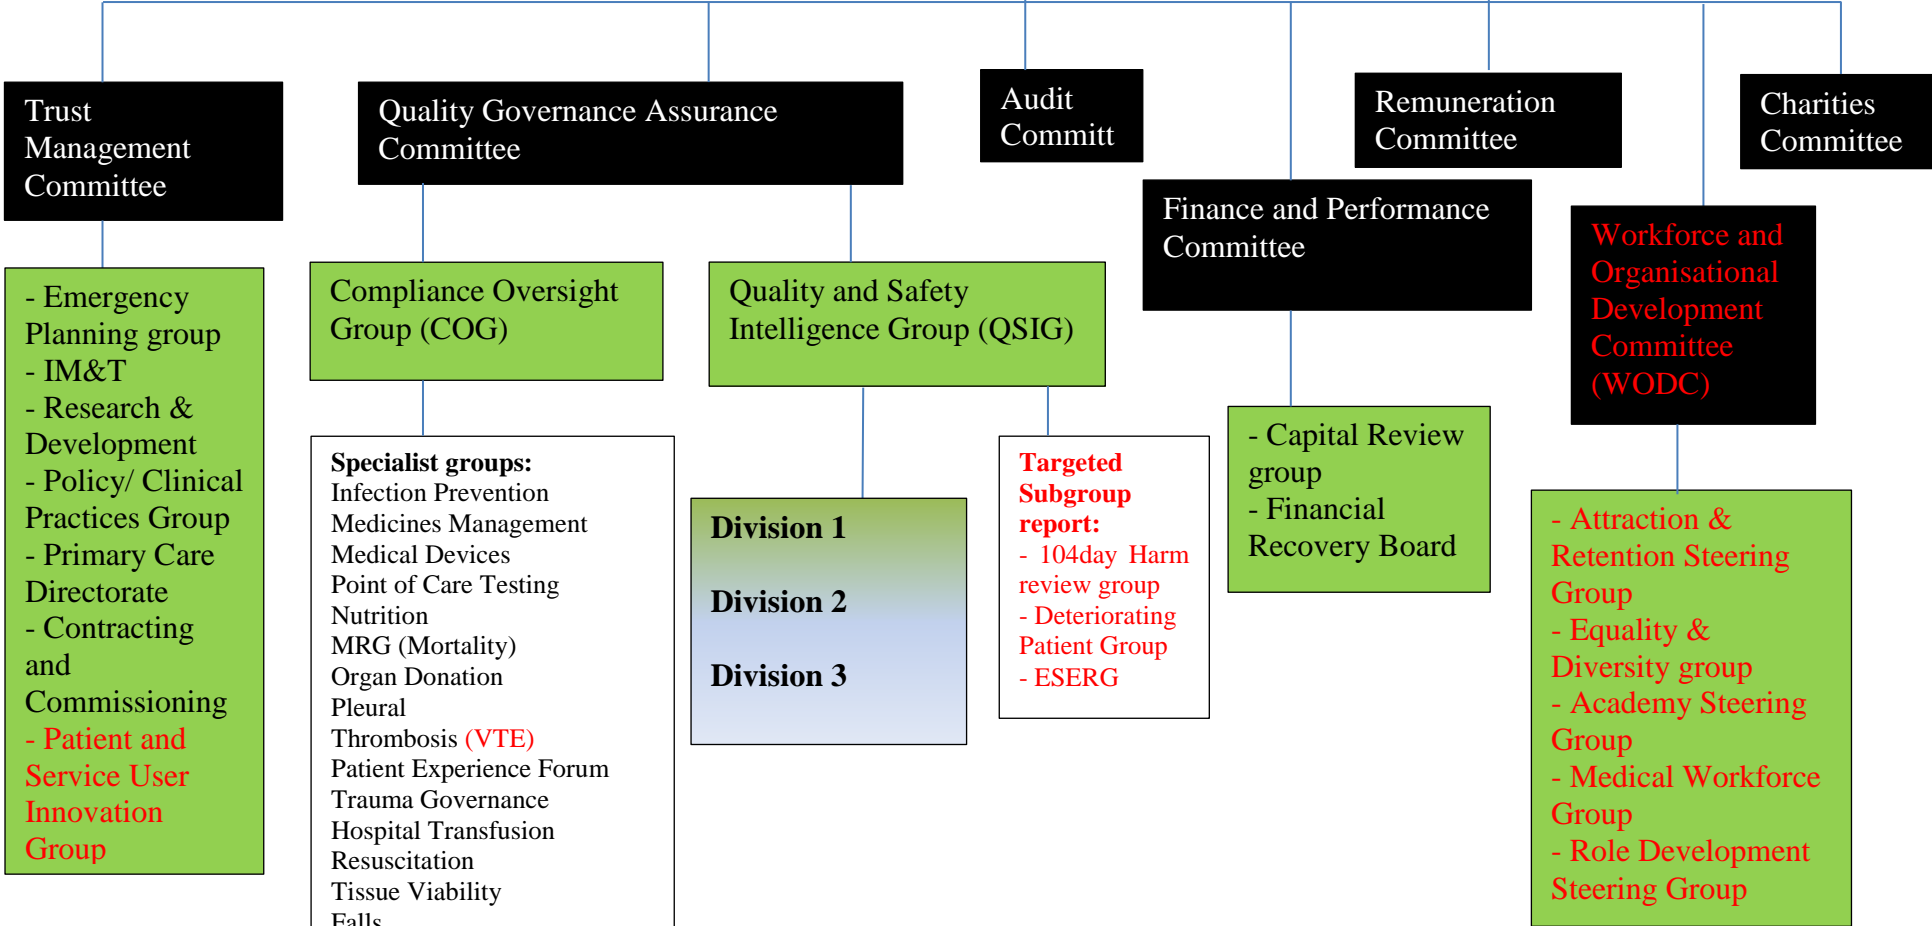 Trust
Management
Committee
Quality Governance Assurance
Committee
Audit
Committ
Remuneration
Committee
Charities
Committee
Finance and Performance
Committee
Workforce and
Organisational
Development
Committee
(WODC)
- Emergency
Planning group
- IM&T
- Research &
Development
- Policy/ Clinical
Practices Group
- Primary Care
Directorate
- Contracting
and
Commissioning
- Patient and
Service User
Innovation
Group
Compliance Oversight
Group (COG)
Quality and Safety
Intelligence Group (QSIG)
Specialist groups:
Infection Prevention
Medicines Management
Medical Devices
Point of Care Testing
Nutrition
MRG (Mortality)
Organ Donation
Pleural
Thrombosis (VTE)
Patient Experience Forum
Trauma Governance
Hospital Transfusion
Resuscitation
Tissue Viability
Falls
Division 1
Division 2
Division 3
Targeted
Subgroup
report:
- 104day Harm
review group
- Deteriorating
Patient Group
- ESERG
- Capital Review
group
- Financial
Recovery Board
- Attraction &
Retention Steering
Group
- Equality &
Diversity group
- Academy Steering
Group
- Medical Workforce
Group
- Role Development
Steering Group